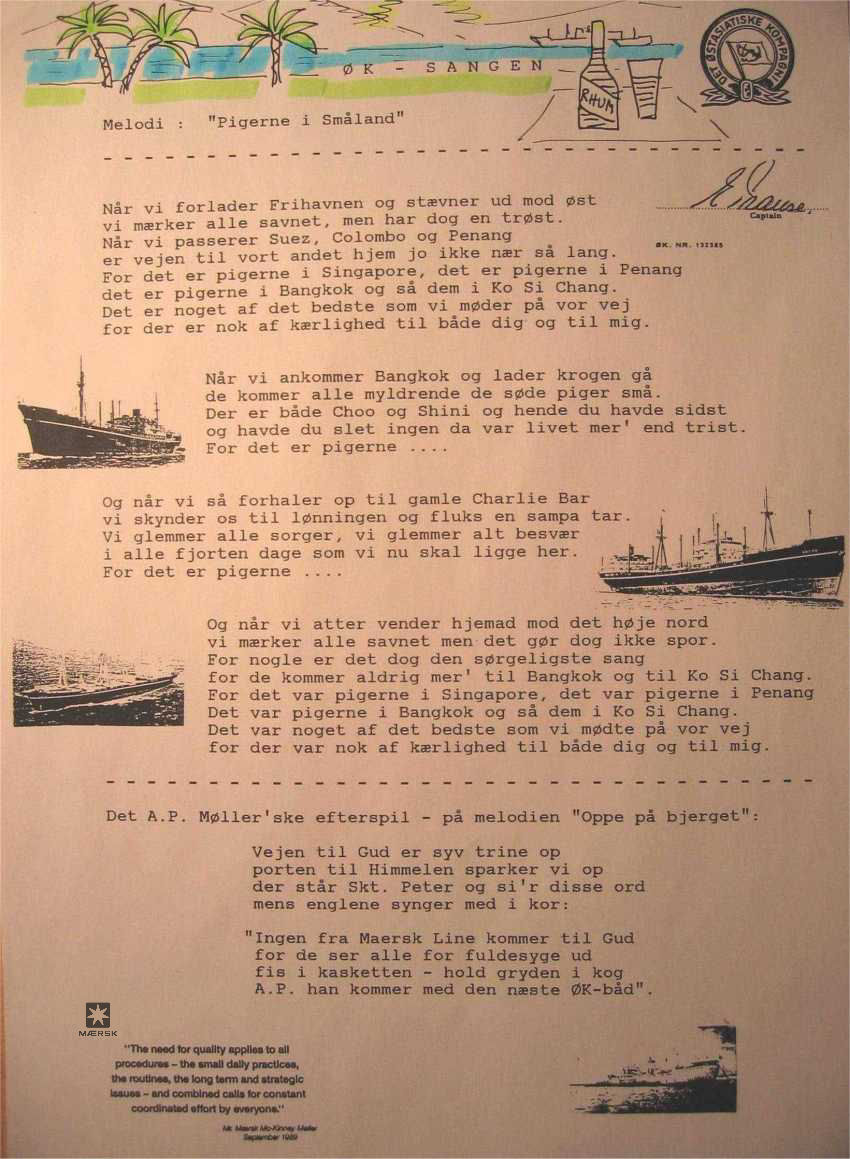 ØK - SANGEN
RHUM
DET ØSTASIATISKE KOMPAGNI
Melodi : "Pigerne i Småland"
Captain
ØK. NR. 132385
Når vi forlader Frihavnen og stævner ud mod øst
vi mærker alle savnet, men har dog en trøst.
Når vi passerer Suez, Colombo og Penang
er vejen til vort andet hjem jo ikke nær så lang.
For det er pigerne i Singapore, det er pigerne i Penang
det er pigerne i Bangkok og så dem i Ko Si Chang.
Det er noget af det bedste som vi møder på vor vej
for der er nok af kærlighed til både dig og til mig.
Når vi ankommer Bangkok og lader krogen gå
de kommer alle myldrende de søde piger små.
Der er både Choo og Shini og hende du havde sidst
og havde du slet ingen da var livet mer' end trist.
For det er pigerne ....
Og når vi så forhaler op til gamle Charlie Bar
vi skynder os til lønningen og fluks en sampa tar.
Vi glemmer alle sorger, vi glemmer alt besvær
i alle fjorten dage som vi nu skal ligge her.
For det er pigerne ....
Og når vi atter vender hjemad mod det høje nord
vi mærker alle savnet men det gør dog ikke spor.
For nogle er det dog den sørgeligste sang
for de kommer aldrig mer' til Bangkok og til Ko Si Chang.
For det var pigerne i Singapore, det var pigerne i Penang
Det var pigerne i Bangkok og så dem i Ko Si Chang.
Det var noget af det bedste som vi mødte på vor vej
for der var nok af kærlighed til både dig og til mig.
Det A.P. Møller'ske efterspil - på melodien "Oppe på bjerget":
Vejen til Gud er syv trine op
porten til Himmelen sparker vi op
der står Skt. Peter og si'r disse ord
mens englene synger med i kor:
"Ingen fra Maersk Line kommer til Gud
for de ser alle for fuldesyge ud
fis i kasketten - hold gryden i kog
A.P. han kommer med den næste ØK-båd".
MÆRSK
"The need for quality applies to all
procedures – the small daily practices,
the routines, the long term and strategic
issues – and combined calls for constant
coordinated effort by everyone."
Mr. Mærsk Mc-Kinney Møller
September 1989